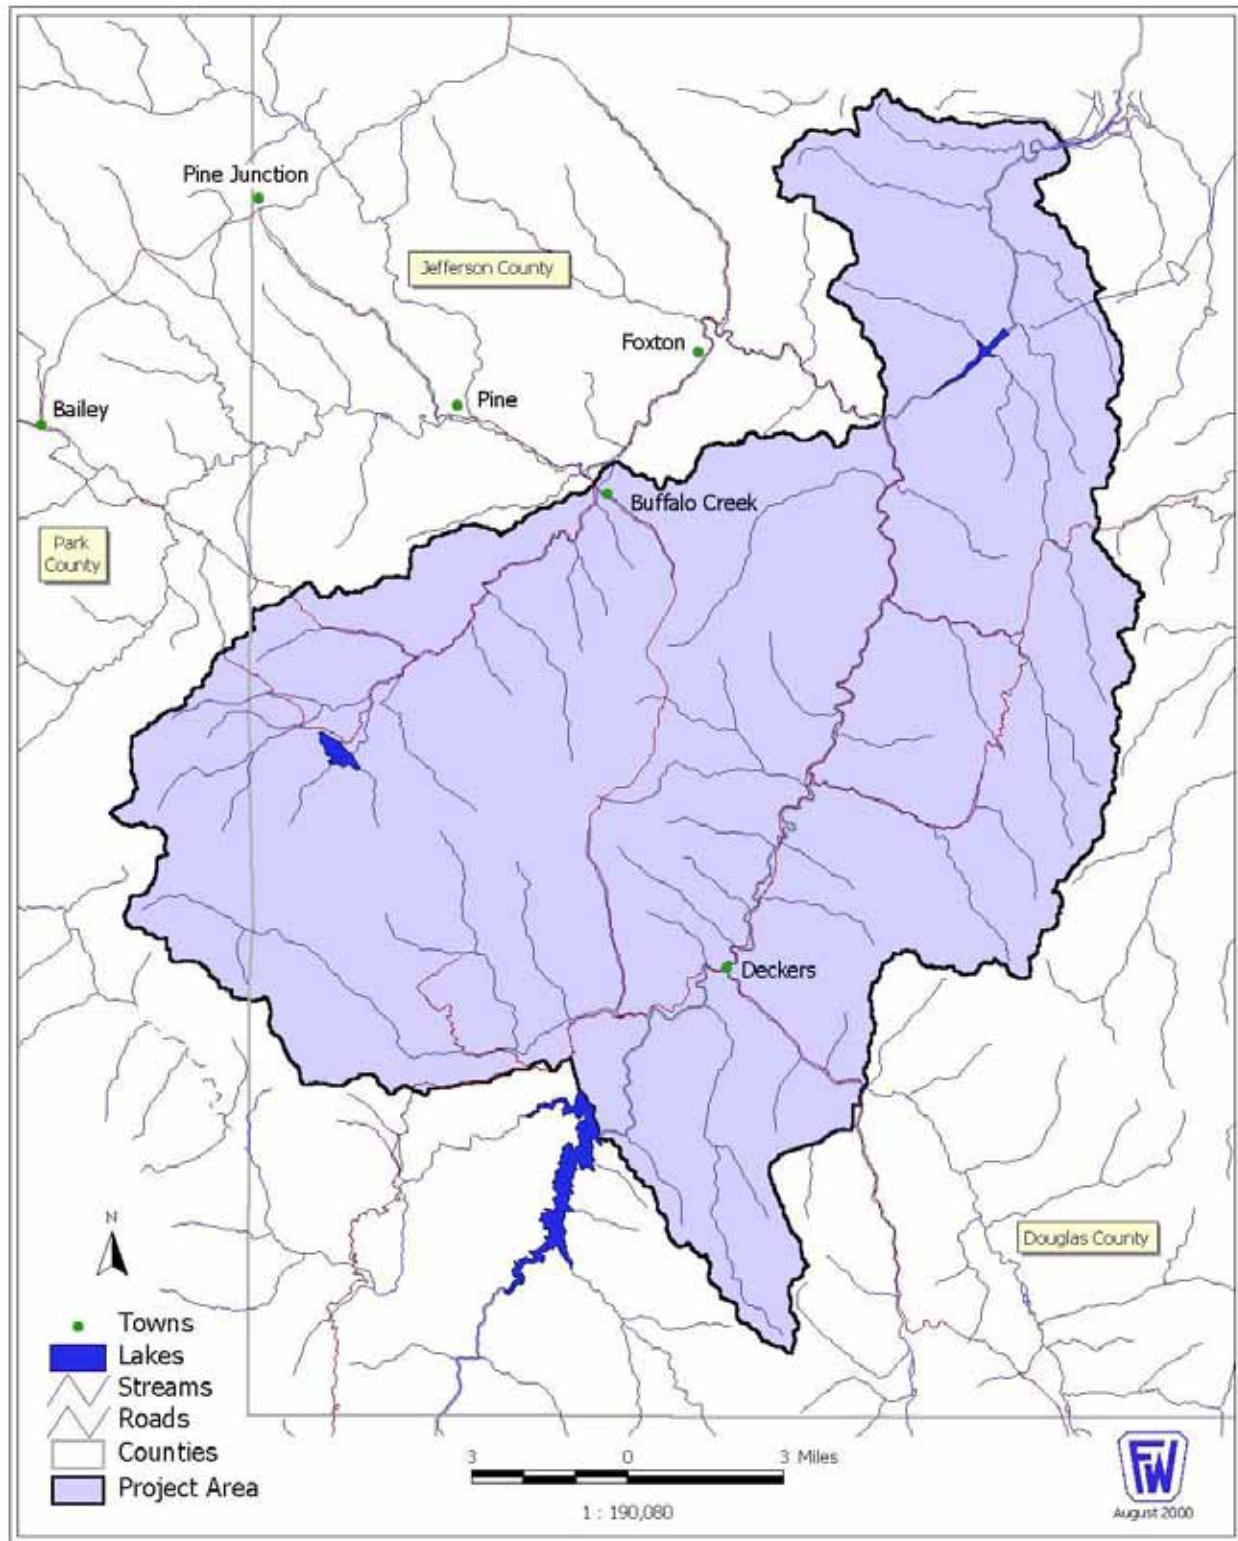 Pine Junction
Jefferson County
Foxton
Pine
Bailey
Buffalo Creek
Park
County
Deckers
Douglas County
N
Towns
Lakes
Streams
Roads
Counties
Project Area
3 0 3 Miles
1 : 190,080
FW
August 2000